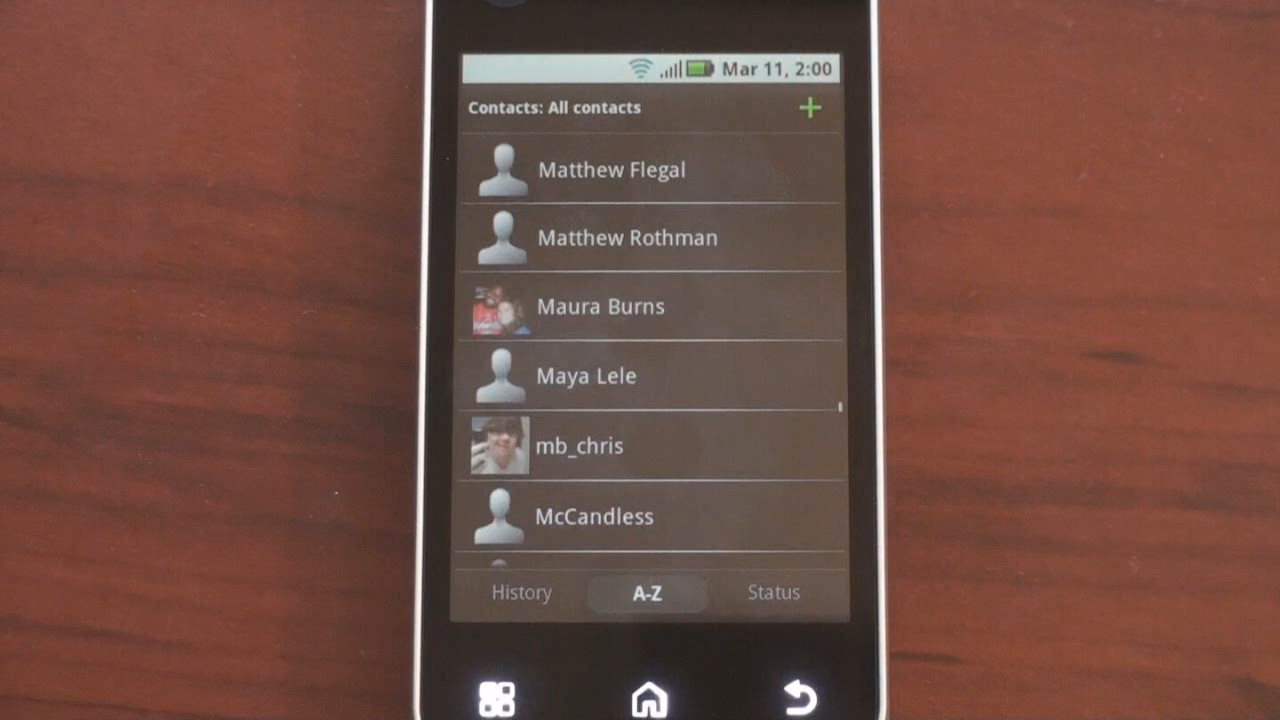 Mar 11, 2:00
Contacts: All contacts
Matthew Flegal
Matthew Rothman
Maura Burns
Maya Lele
mb_chris
McCandless
History A-Z Status